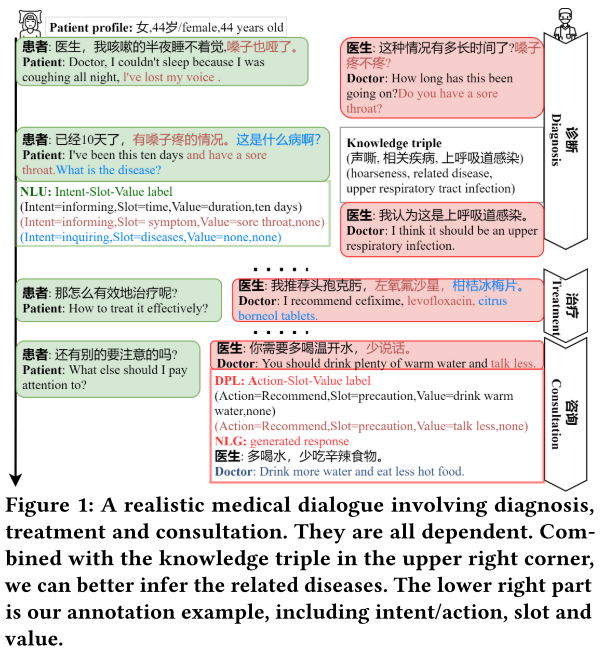 Patient profile: 女,44岁/female,44 years old
患者: 医生，我咳嗽的半夜睡不着觉,嗓子也哑了。
Patient: Doctor, I couldn't sleep because I was
coughing all night, l've lost my voice .
医生: 这种情况有多长时间了?嗓
子疼不疼?
Doctor: How long has this been
going on?Do you have a sore
throat?
诊断
Diagnosis
患者: 已经10天了，有嗓子疼的情况。这是什么病啊?
Patient: I've been this ten days and have a sore
throat.What is the disease?
NLU: Intent-Slot-Value label
(Intent=informing,Slot=time,Value=duration,ten days)
(Intent=informing,Slot= symptom,Value=sore throat,none)
(Intent=inquiring,Slot=diseases,Value=none,none)
Knowledge triple
(声嘶, 相关疾病, 上呼吸道感染)
(hoarseness, related disease,
upper respiratory tract infection)
医生: 我认为这是上呼吸道感染。
Doctor: I think it should be an upper
respiratory infection.
患者: 那怎么有效地治疗呢?
Patient: How to treat it effectively?
医生: 我推荐头孢克肟，左氧氟沙星，柑桔冰梅片。
Doctor: I recommend cefixime, levofloxacin, citrus
borneol tablets.
治疗
Treatment
患者: 还有别的要注意的吗?
Patient: What else should I pay
attention to?
医生: 你需要多喝温开水，少说话。
Doctor: You should drink plenty of warm water and talk less.
DPL: Action-Slot-Value label
(Action=Recommend,Slot=precaution,Value=drink warm
water,none)
(Action=Recommend,Slot=precaution,Value=talk less,none)
NLG: generated response
医生: 多喝水，少吃辛辣食物。
Doctor: Drink more water and eat less hot food.
咨询
Consultation
Figure 1: A realistic medical dialogue involving diagnosis,
treatment and consultation. They are all dependent. Com-
bined with the knowledge triple in the upper right corner,
we can better infer the related diseases. The lower right part
is our annotation example, including intent/action, slot and
value.